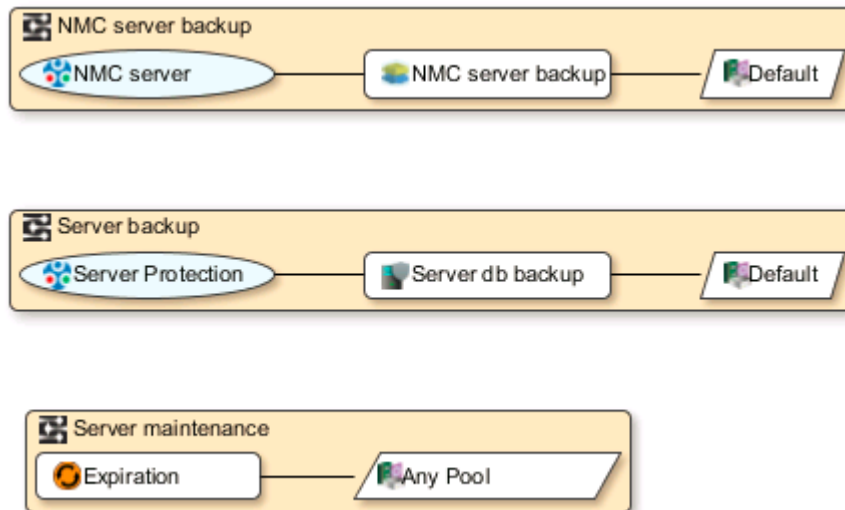 NMC server backup
NMC server NMC server backup Default
Server backup
Server Protection Server db backup Default
Server maintenance
Expiration Any Pool